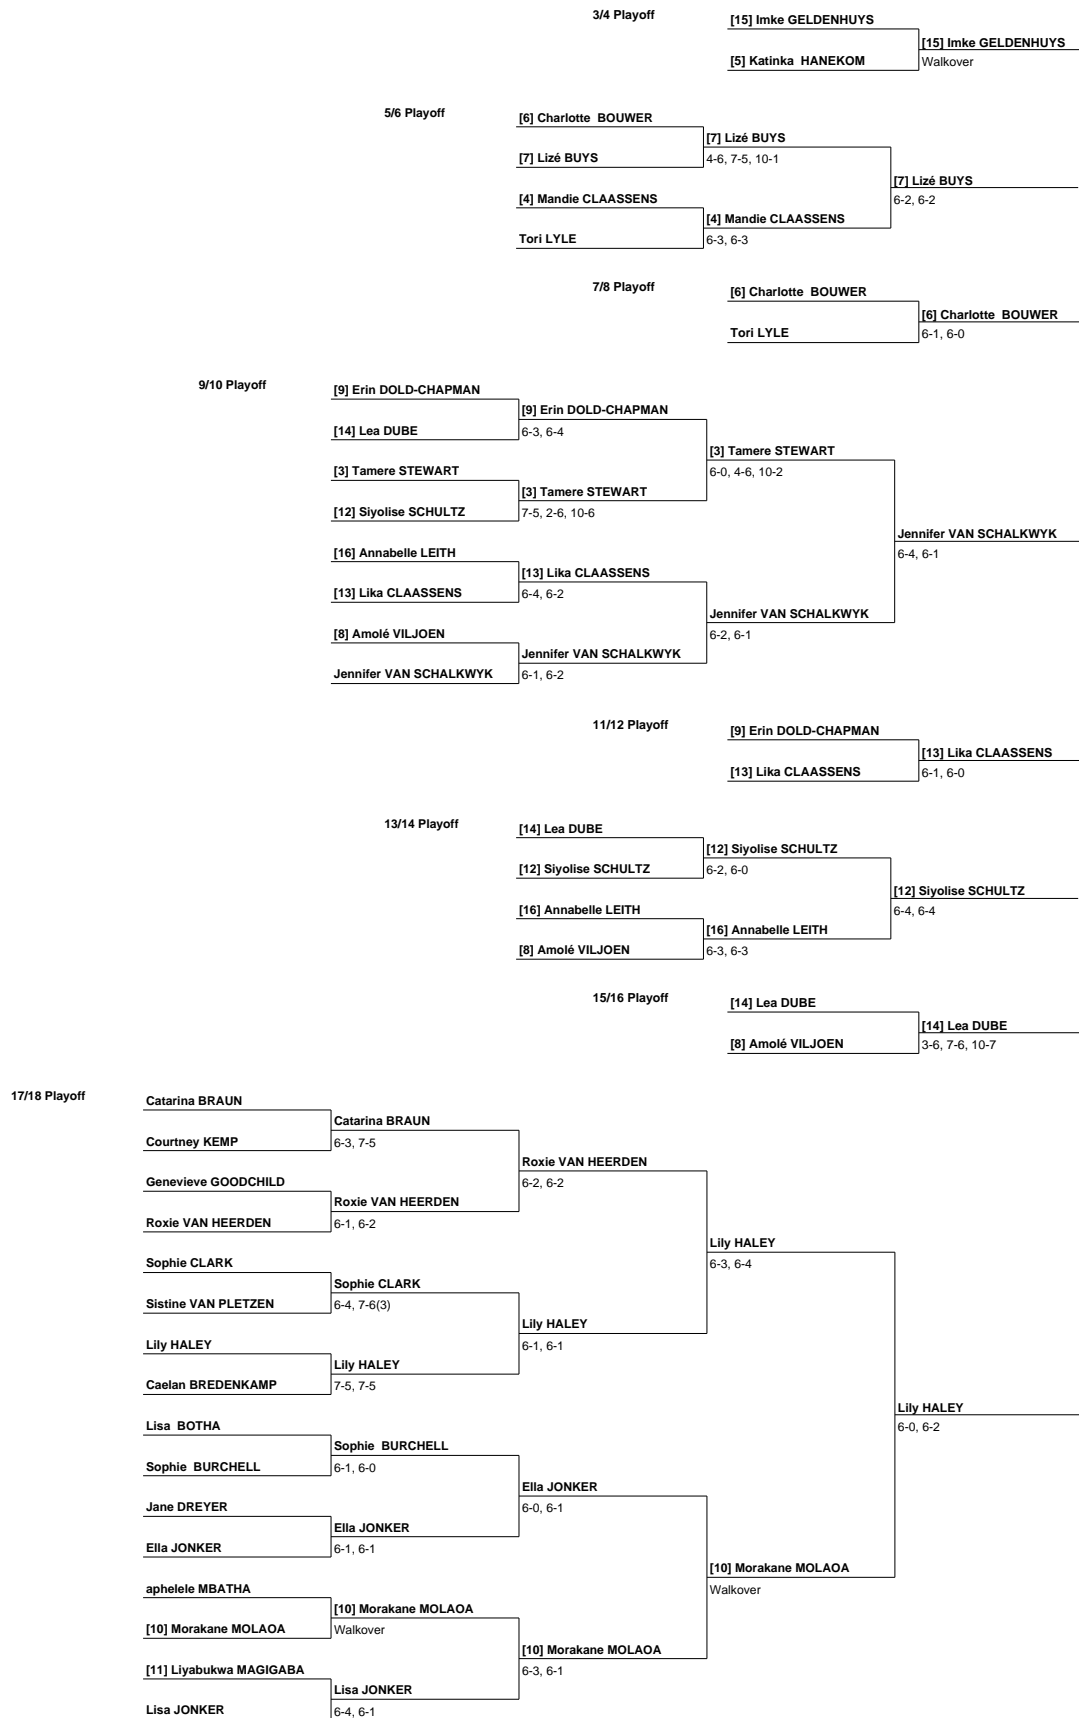 3/4 Playoff
[15] Imke GELDENHUYS
[15] Imke GELDENHUYS
[5] Katinka  HANEKOM
Walkover
5/6 Playoff
[6] Charlotte  BOUWER
[7] Lizé BUYS
[7] Lizé BUYS
4-6, 7-5, 10-1
[7] Lizé BUYS
[4] Mandie CLAASSENS
6-2, 6-2
[4] Mandie CLAASSENS
Tori LYLE
6-3, 6-3
7/8 Playoff
[6] Charlotte  BOUWER
[6] Charlotte  BOUWER
Tori LYLE
6-1, 6-0
9/10 Playoff
[9] Erin DOLD-CHAPMAN
[9] Erin DOLD-CHAPMAN
[14] Lea DUBE
6-3, 6-4
[3] Tamere STEWART
[3] Tamere STEWART
6-0, 4-6, 10-2
[3] Tamere STEWART
[12] Siyolise SCHULTZ
7-5, 2-6, 10-6
Jennifer VAN SCHALKWYK
[16] Annabelle LEITH
6-4, 6-1
[13] Lika CLAASSENS
[13] Lika CLAASSENS
6-4, 6-2
Jennifer VAN SCHALKWYK
[8] Amolé VILJOEN
6-2, 6-1
Jennifer VAN SCHALKWYK
Jennifer VAN SCHALKWYK
6-1, 6-2
11/12 Playoff
[9] Erin DOLD-CHAPMAN
[13] Lika CLAASSENS
[13] Lika CLAASSENS
6-1, 6-0
13/14 Playoff
[14] Lea DUBE
[12] Siyolise SCHULTZ
[12] Siyolise SCHULTZ
6-2, 6-0
[12] Siyolise SCHULTZ
[16] Annabelle LEITH
6-4, 6-4
[16] Annabelle LEITH
[8] Amolé VILJOEN
6-3, 6-3
15/16 Playoff
[14] Lea DUBE
[14] Lea DUBE
[8] Amolé VILJOEN
3-6, 7-6, 10-7
17/18 Playoff
Catarina BRAUN
Catarina BRAUN
Courtney KEMP
6-3, 7-5
Roxie VAN HEERDEN
Genevieve GOODCHILD
6-2, 6-2
Roxie VAN HEERDEN
Roxie VAN HEERDEN
6-1, 6-2
Lily HALEY
Sophie CLARK
6-3, 6-4
Sophie CLARK
Sistine VAN PLETZEN
6-4, 7-6(3)
Lily HALEY
Lily HALEY
6-1, 6-1
Lily HALEY
Caelan BREDENKAMP
7-5, 7-5
Lily HALEY
Lisa  BOTHA
6-0, 6-2
Sophie  BURCHELL
Sophie  BURCHELL
6-1, 6-0
Ella JONKER
Jane DREYER
6-0, 6-1
Ella JONKER
Ella JONKER
6-1, 6-1
[10] Morakane MOLAOA
aphelele MBATHA
Walkover
[10] Morakane MOLAOA
[10] Morakane MOLAOA
Walkover
[10] Morakane MOLAOA
[11] Liyabukwa MAGIGABA
6-3, 6-1
Lisa JONKER
Lisa JONKER
6-4, 6-1